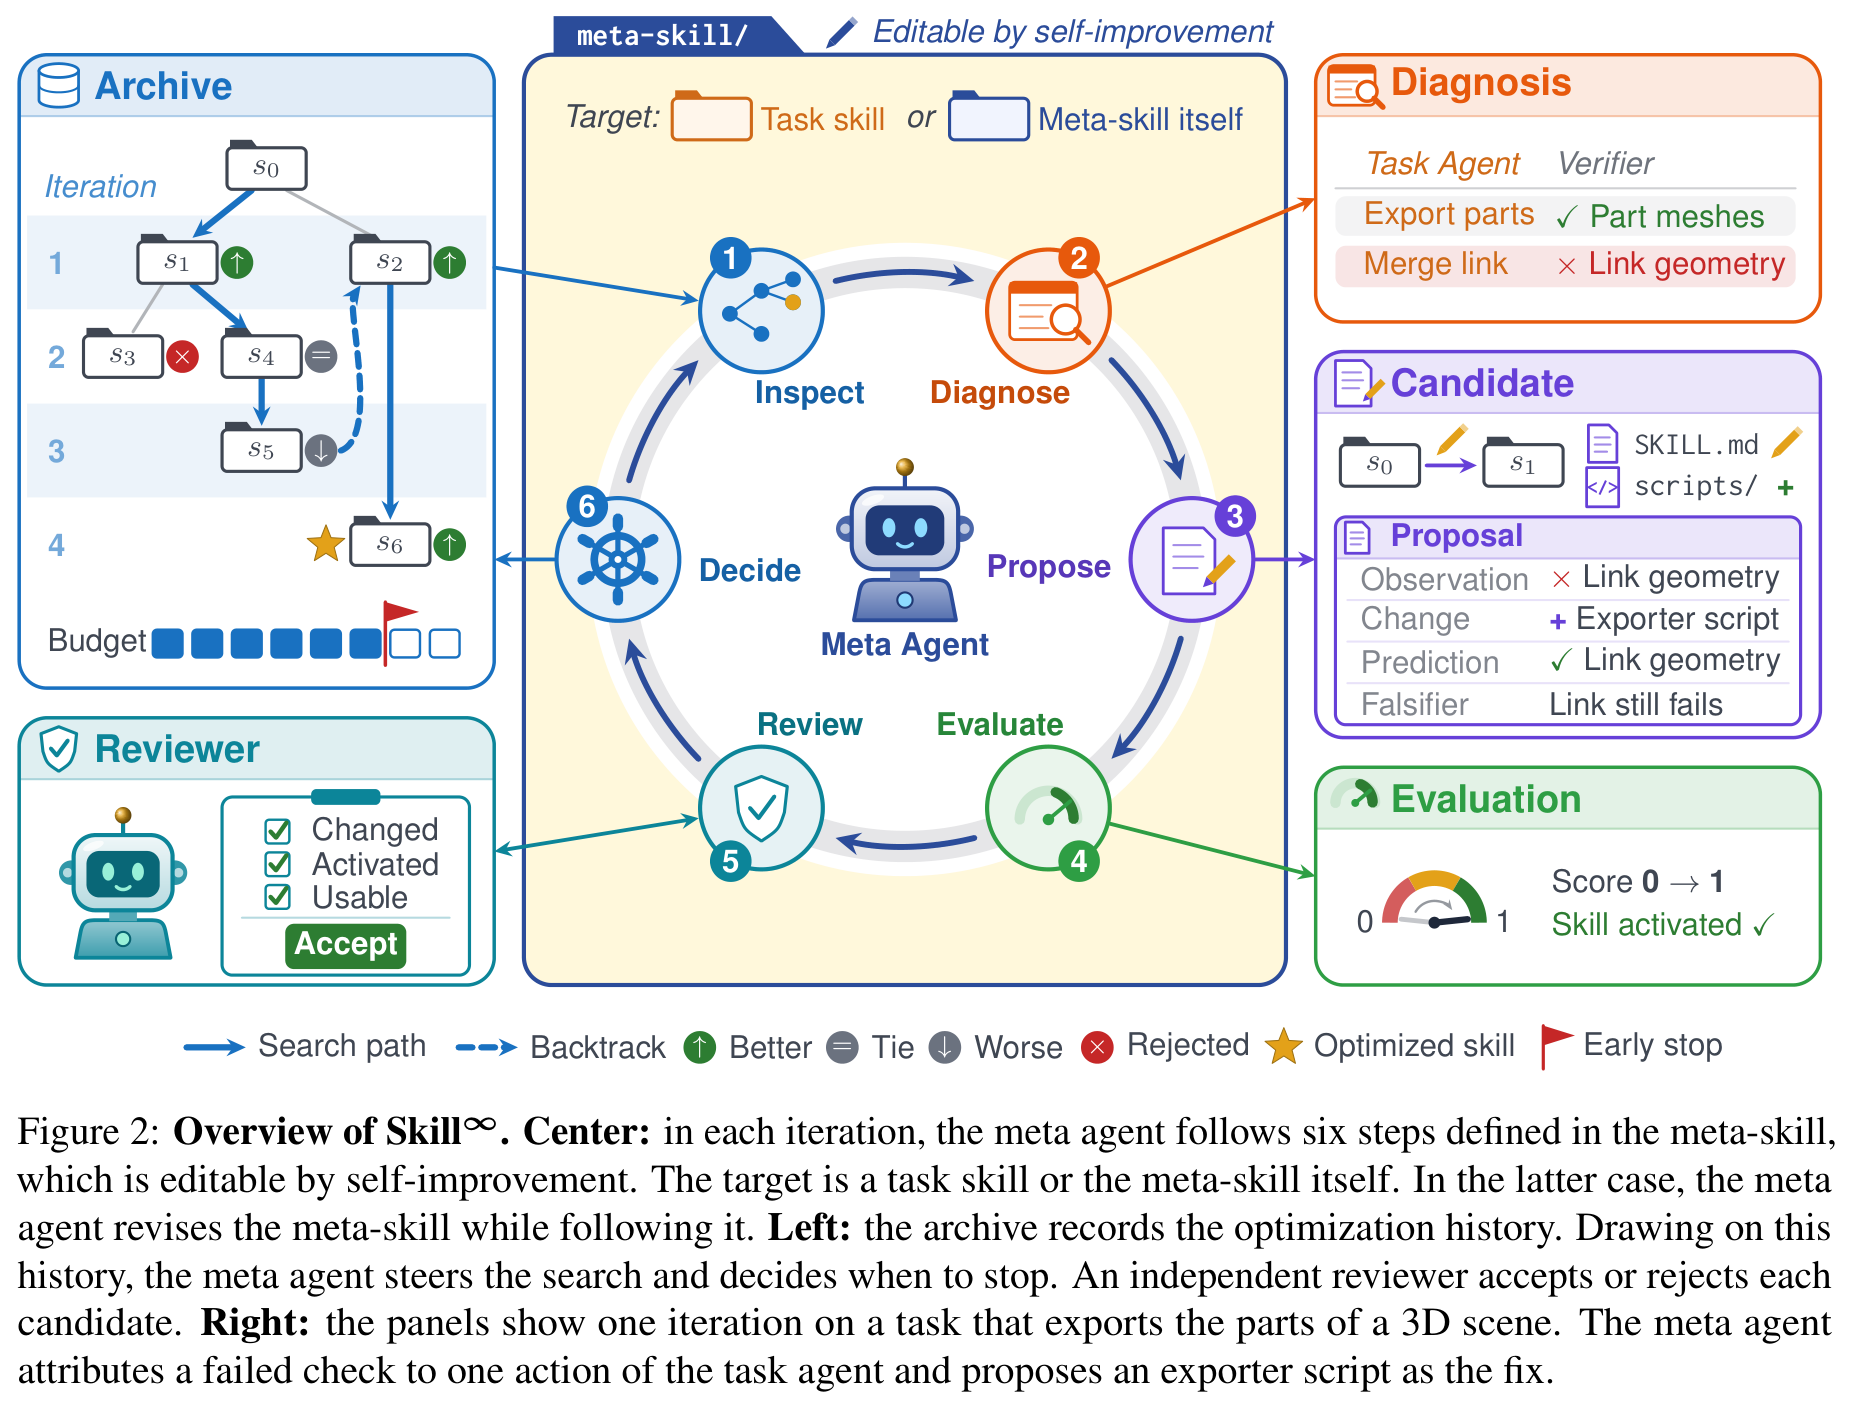 meta-skill/ Editable by self-improvement
Archive
Iteration
s0
1
s1 ↑
s2 ↑
2
s3 ×
s4 =
3
s5 ↓
4
s6 ↑
Budget
Reviewer
Changed
Activated
Usable
Accept
Target: Task skill or Meta-skill itself
1
Inspect
2
Diagnose
3
Propose
4
Evaluate
5
Review
6
Decide
Meta Agent
Diagnosis
Task Agent Verifier
Export parts ✓ Part meshes
Merge link × Link geometry
Candidate
s0 → s1
SKILL.md
</> scripts/ +
Proposal
Observation × Link geometry
Change + Exporter script
Prediction ✓ Link geometry
Falsifier Link still fails
Evaluation
0 1
Score 0 → 1
Skill activated ✓
Search path Backtrack ↑ Better = Tie ↓ Worse × Rejected Optimized skill Early stop
Figure 2: Overview of Skill∞. Center: in each iteration, the meta agent follows six steps defined in the meta-skill,
which is editable by self-improvement. The target is a task skill or the meta-skill itself. In the latter case, the meta
agent revises the meta-skill while following it. Left: the archive records the optimization history. Drawing on this
history, the meta agent steers the search and decides when to stop. An independent reviewer accepts or rejects each
candidate. Right: the panels show one iteration on a task that exports the parts of a 3D scene. The meta agent
attributes a failed check to one action of the task agent and proposes an exporter script as the fix.